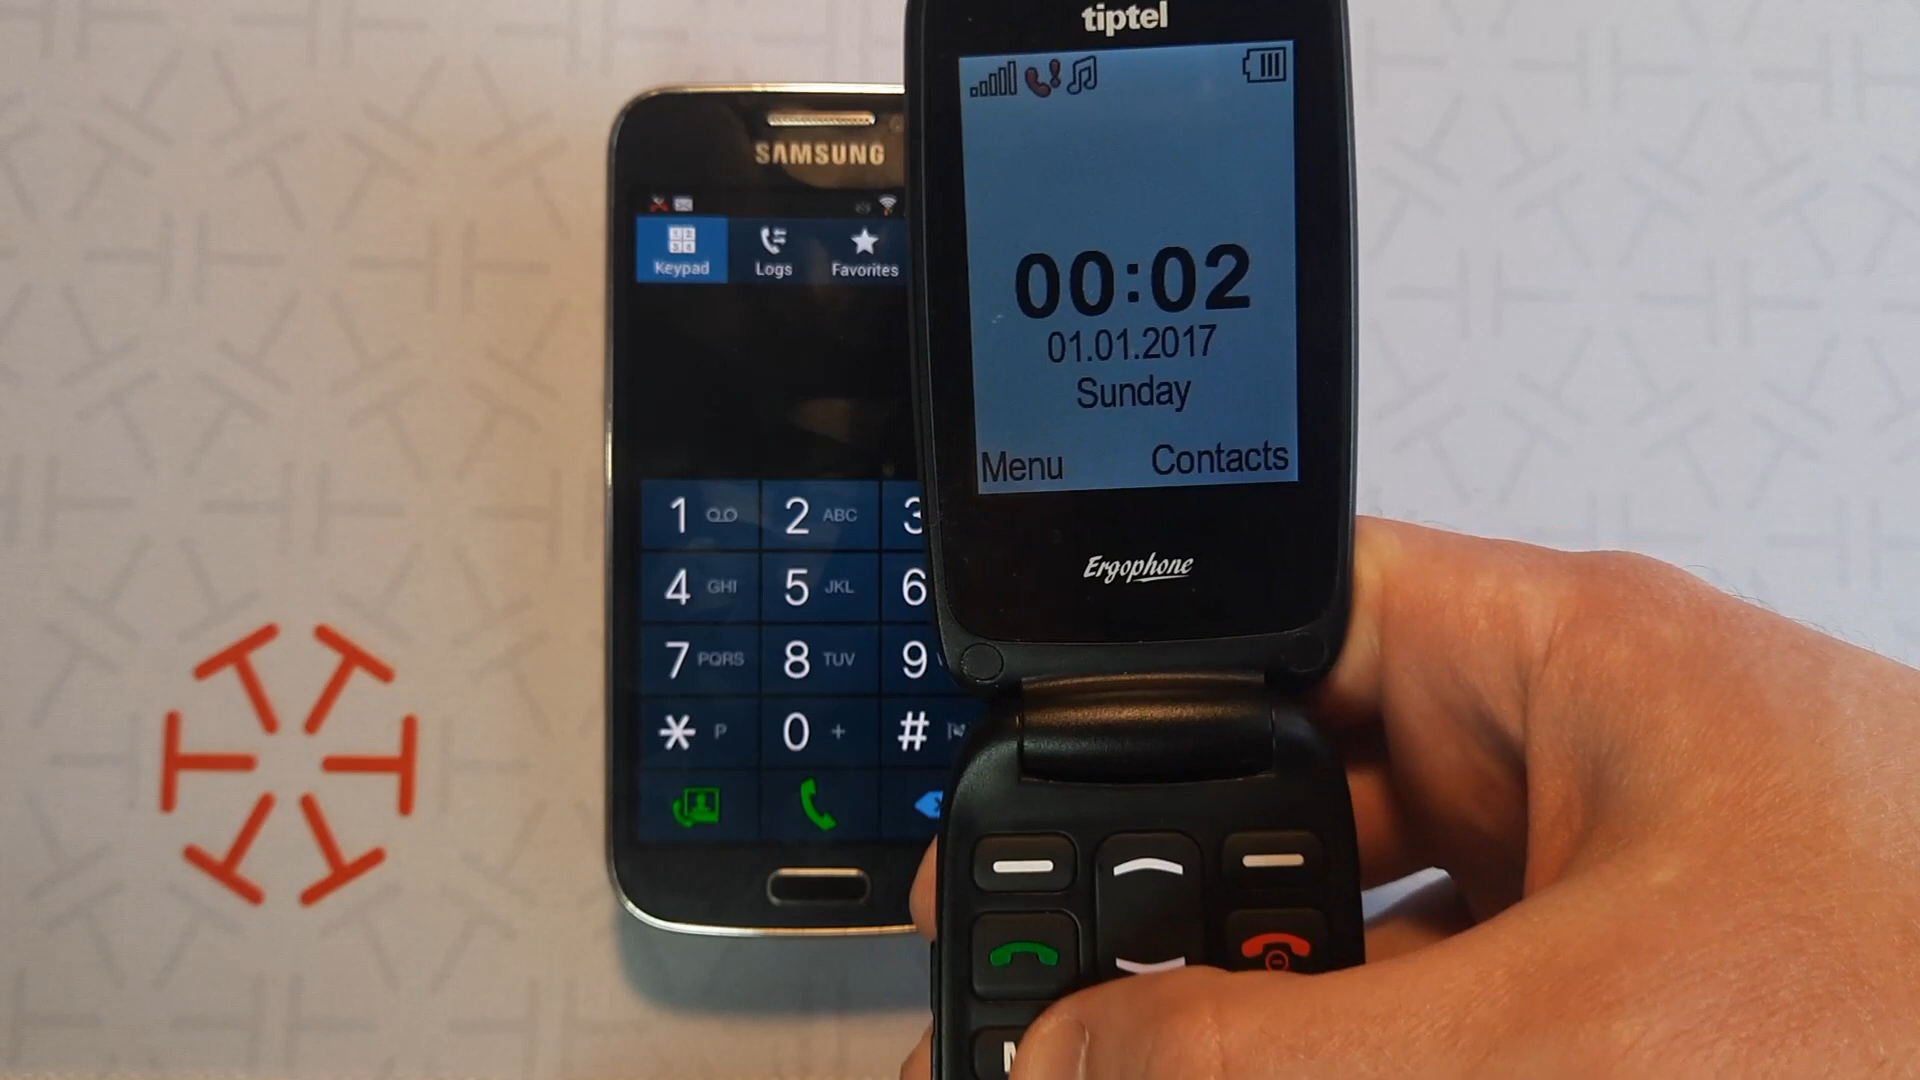 tiptel
00:02
01.01.2017
Sunday
Menu Contacts
Ergophone
SAMSUNG
Keypad Logs Favorites
1 2 ABC 3
4 GHI 5 JKL 6
7 PQRS 8 TUV 9
* P 0 + #